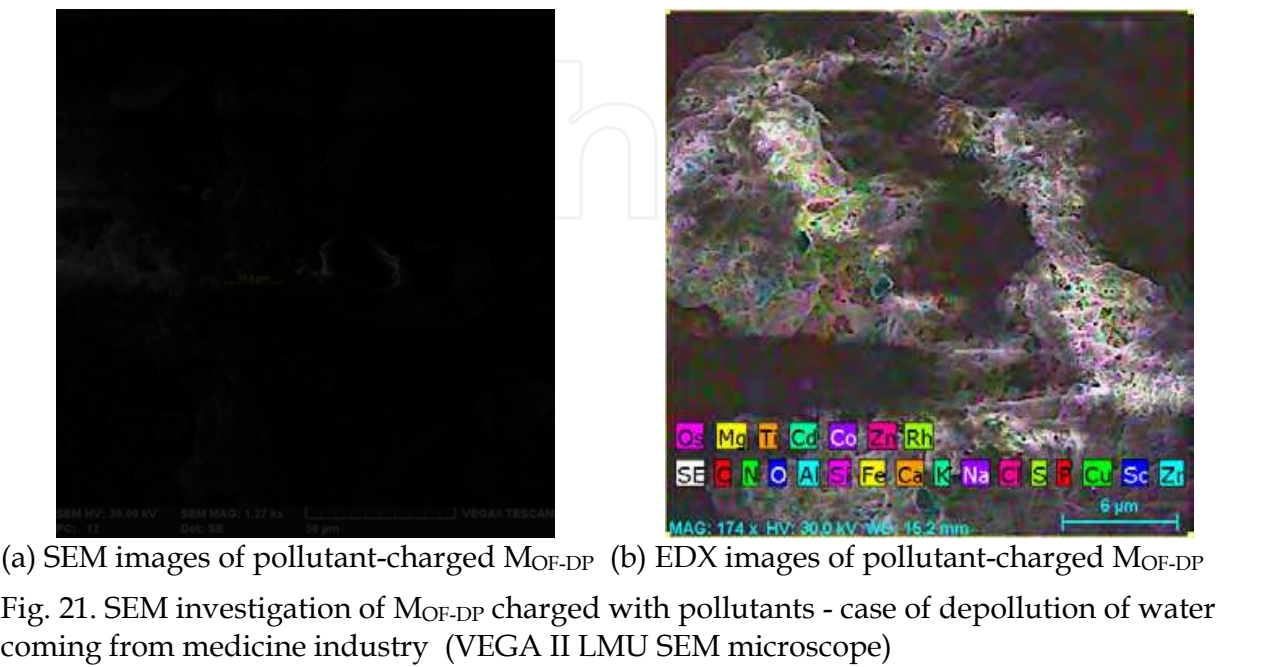 h
SEM HV: 30.00 kV SEM MAG: 1.27 kx VEGA\\ TESCAN
PC: 12 Det: SE 50 µm
Os Mg Ti Cd Co Zn Rh
SE C N O Al Si Fe Ca K Na Cl S P Cu Sc Zr
6 µm
MAG: 174 x HV: 30.0 kV WD: 15.2 mm
(a) SEM images of pollutant-charged MOF-DP (b) EDX images of pollutant-charged MOF-DP
Fig. 21. SEM investigation of MOF-DP charged with pollutants - case of depollution of water
coming from medicine industry (VEGA II LMU SEM microscope)